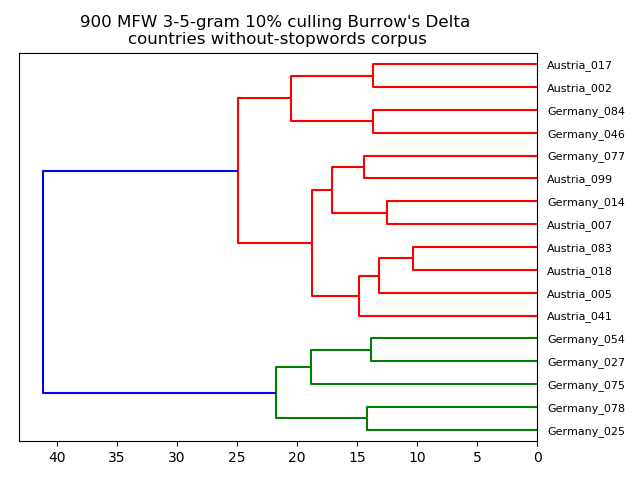 900 MFW 3-5-gram 10% culling Burrow's Delta
countries without-stopwords corpus
Austria_017
Austria_002
Germany_084
Germany_046
Germany_077
Austria_099
Germany_014
Austria_007
Austria_083
Austria_018
Austria_005
Austria_041
Germany_054
Germany_027
Germany_075
Germany_078
Germany_025
40 35 30 25 20 15 10 5 0